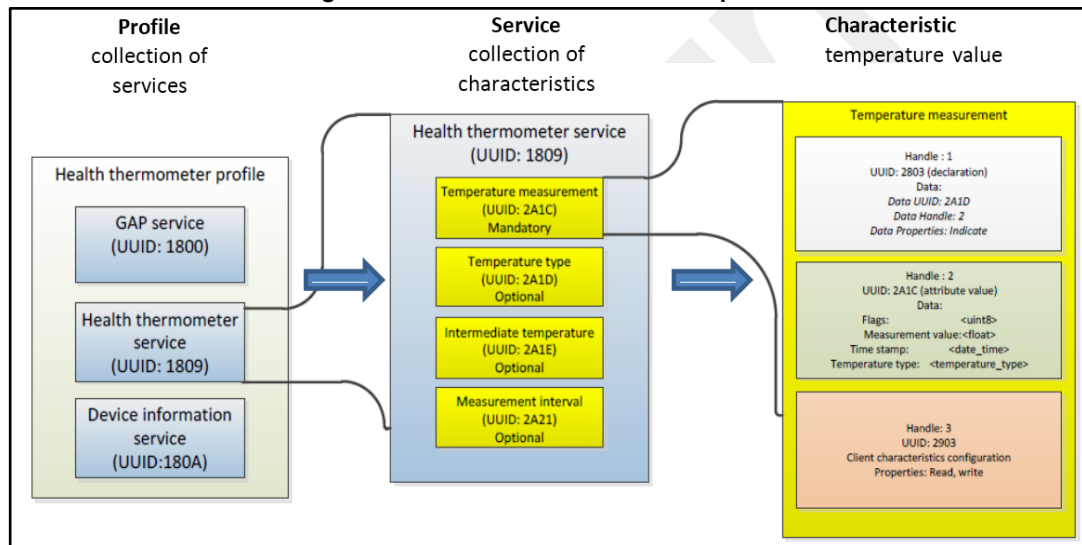 Profile
collection of
services
Service
collection of
characteristics
Characteristic
temperature value
Health thermometer profile
GAP service
(UUID: 1800)
Health thermometer
service
(UUID: 1809)
Device information
service
(UUID:180A)
Health thermometer service
(UUID: 1809)
Temperature measurement
(UUID: 2A1C)
Mandatory
Temperature type
(UUID: 2A1D)
Optional
Intermediate temperature
(UUID: 2A1E)
Optional
Measurement interval
(UUID: 2A21)
Optional
Temperature measurement
Handle : 1
UUID: 2803 (declaration)
Data:
Data UUID: 2A1D
Data Handle: 2
Data Properties: Indicate
Handle : 2
UUID: 2A1C (attribute value)
Data:
Flags: <uint8>
Measurement value:<float>
Time stamp: <date_time>
Temperature type: <temperature_type>
Handle: 3
UUID: 2903
Client characteristics configuration
Properties: Read, write